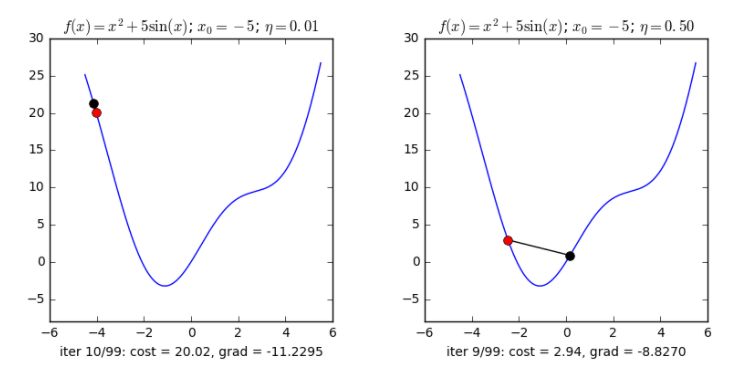 f(x) = x² + 5sin(x); x₀ = −5; η = 0.01
30
25
20
15
10
5
0
−5
−6 −4 −2 0 2 4 6
iter 10/99: cost = 20.02, grad = -11.2295
f(x) = x² + 5sin(x); x₀ = −5; η = 0.50
30
25
20
15
10
5
0
−5
−6 −4 −2 0 2 4 6
iter 9/99: cost = 2.94, grad = -8.8270